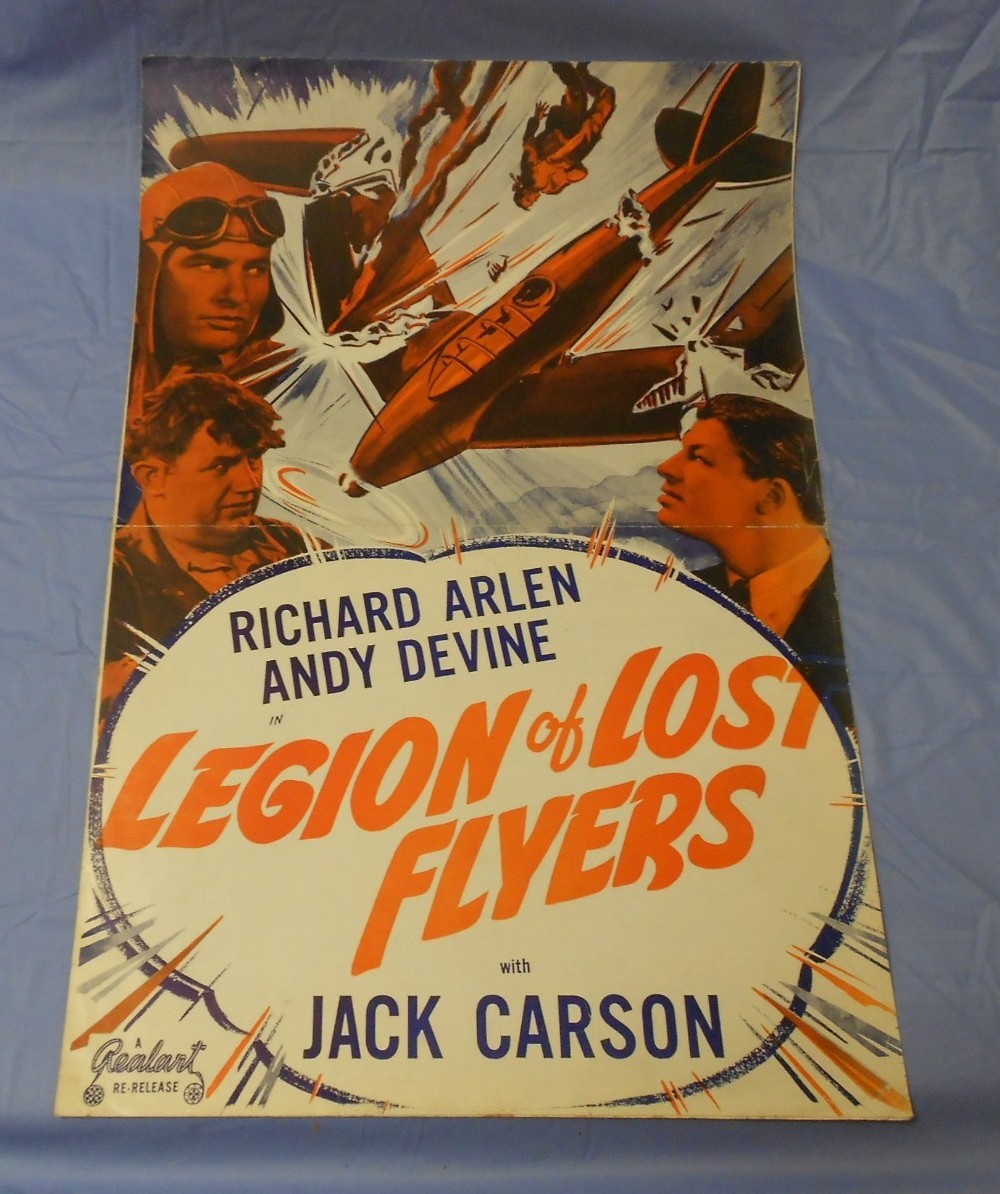 RICHARD ARLEN
ANDY DEVINE
IN
LEGION of LOST
FLYERS
with
JACK CARSON
A
Realart
RE-RELEASE